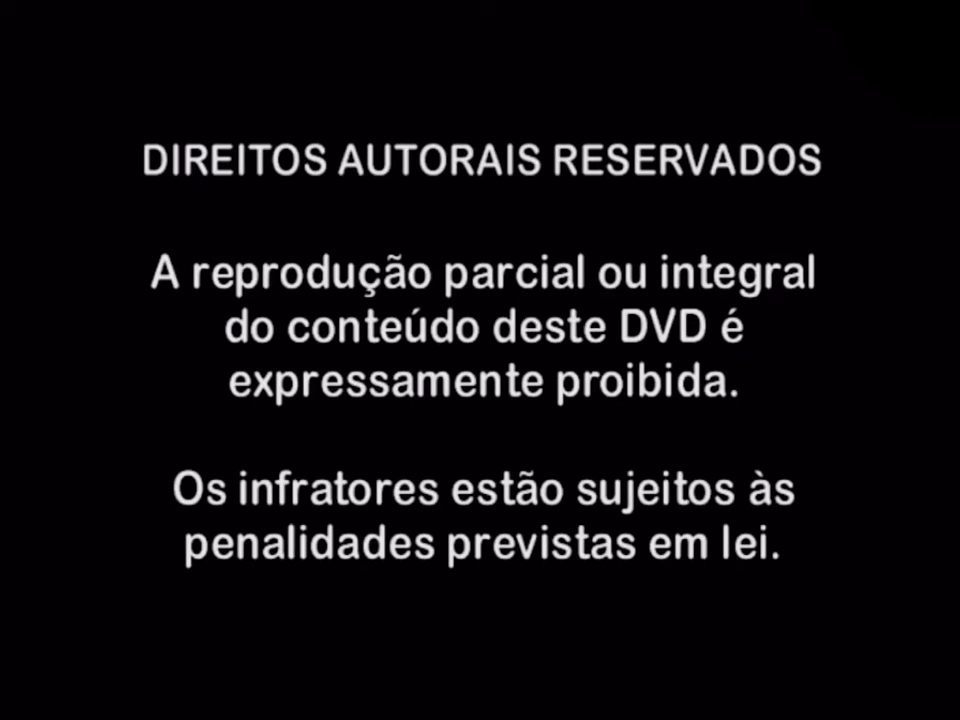 DIREITOS AUTORAIS RESERVADOS
A reprodução parcial ou integral
do conteúdo deste DVD é
expressamente proibida.
Os infratores estão sujeitos às
penalidades previstas em lei.